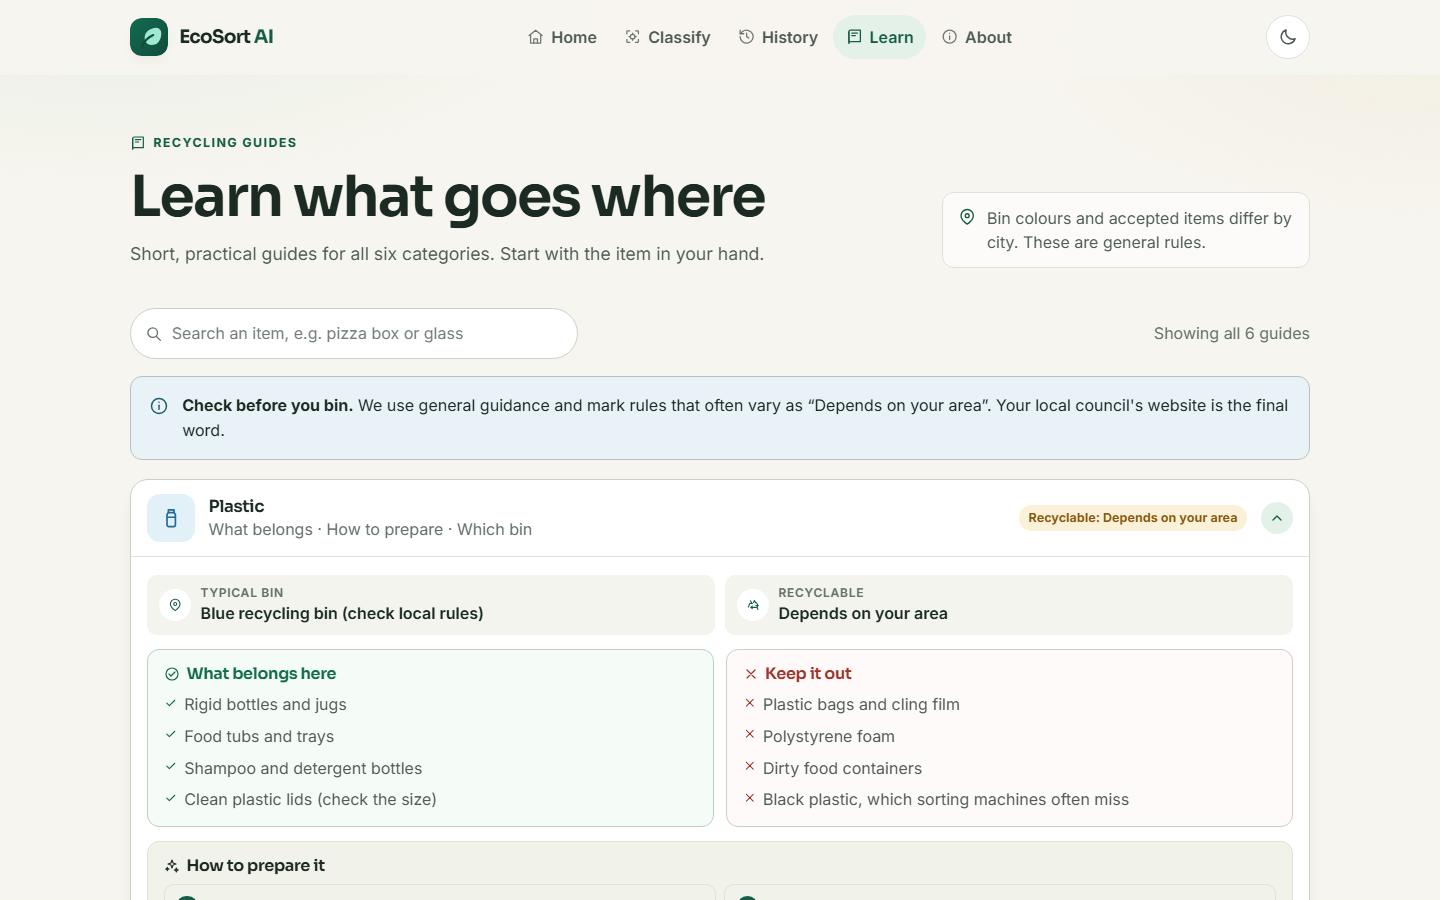 EcoSort AI
Home
Classify
History
Learn
About
RECYCLING GUIDES
Learn what goes where
Short, practical guides for all six categories. Start with the item in your hand.
Bin colours and accepted items differ by
city. These are general rules.
Search an item, e.g. pizza box or glass
Showing all 6 guides
Check before you bin. We use general guidance and mark rules that often vary as “Depends on your area”. Your local council's website is the final
word.
Plastic
What belongs · How to prepare · Which bin
Recyclable: Depends on your area
TYPICAL BIN
Blue recycling bin (check local rules)
RECYCLABLE
Depends on your area
What belongs here
Rigid bottles and jugs
Food tubs and trays
Shampoo and detergent bottles
Clean plastic lids (check the size)
Keep it out
Plastic bags and cling film
Polystyrene foam
Dirty food containers
Black plastic, which sorting machines often miss
How to prepare it